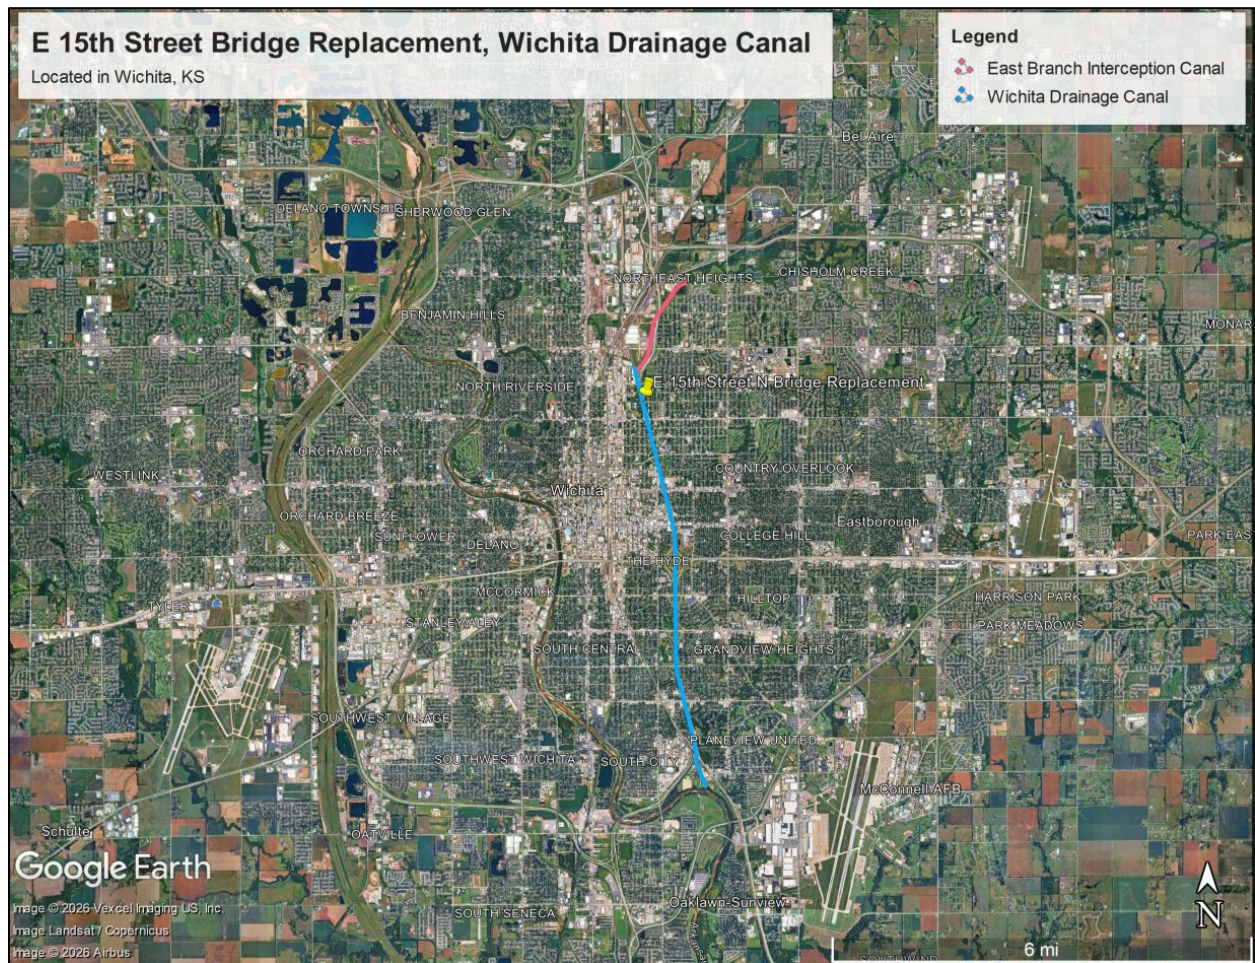 E 15th Street Bridge Replacement, Wichita Drainage Canal
Located in Wichita, KS
Legend
East Branch Interception Canal
Wichita Drainage Canal
Bel Aire
DELANO TOWNSHIP
SHERWOOD GLEN
NORTHEAST HEIGHTS
CHISHOLM CREEK
BENJAMIN HILLS
MONAR
NORTH RIVERSIDE
E 15th Street N Bridge Replacement
ORCHARD PARK
WESTLINK
COUNTRY OVERLOOK
Wichita
ORCHARD BREEZE
Eastborough
SUNFLOWER
DELANO
COLLEGE HILL
PARK EAS
THE HYDE
MCCORMICK
HILLTOP
HARRISON PARK
TYLER
STANLEY/ALEY
PARK MEADOWS
SOUTH CENTRAL
GRANDVIEW HEIGHTS
SOUTHWEST VILLAGE
PLANEVIEW UNITED
SOUTHWEST WICHITA
SOUTH CITY
McConnell AFB
Schulte
OATVILLE
Google Earth
Image © 2026 Vexcel Imaging US, Inc.
Image Landsat / Copernicus
Image © 2026 Airbus
SOUTH SENECA
Oaklawn-Sunview
N
6 mi
SOUTHWIND